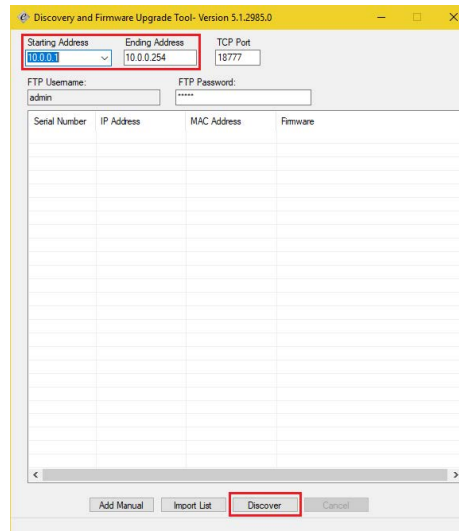 Discovery and Firmware Upgrade Tool- Version 5.1.2985.0
Starting Address Ending Address TCP Port
10.0.0.1 10.0.0.254 18777
FTP Username: FTP Password:
admin *****
Serial Number IP Address MAC Address Firmware
Add Manual Import List Discover Cancel